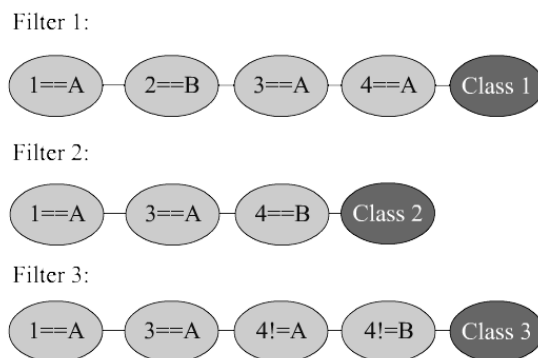 Filter 1:
1==A 2==B 3==A 4==A Class 1
Filter 2:
1==A 3==A 4==B Class 2
Filter 3:
1==A 3==A 4!=A 4!=B Class 3